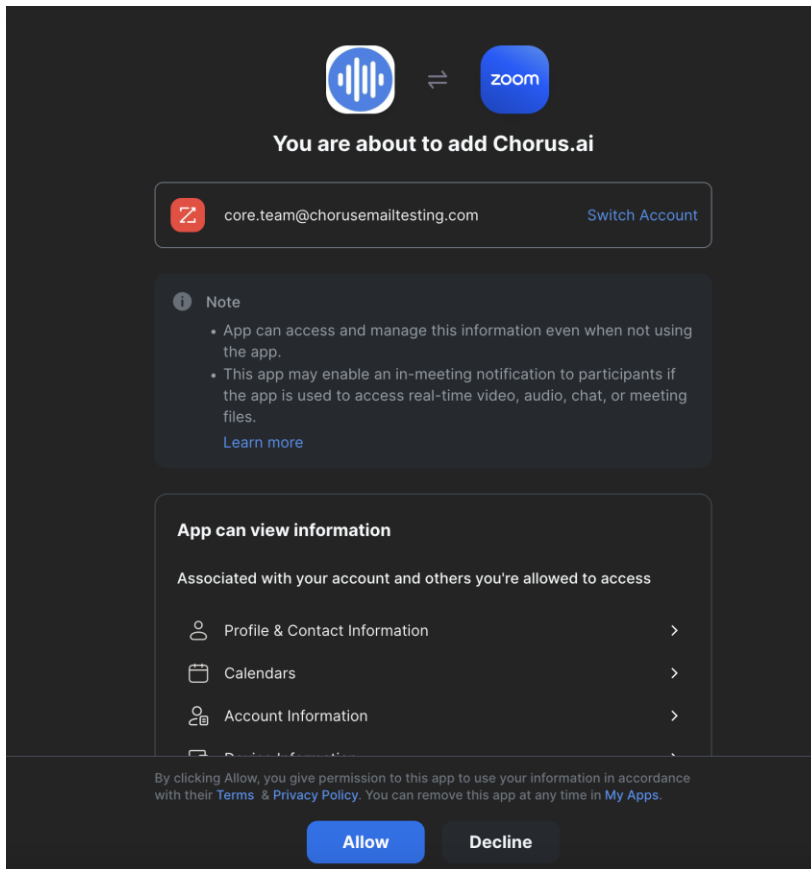 zoom
You are about to add Chorus.ai
core.team@chorusemailtesting.com Switch Account
Note
• App can access and manage this information even when not using
the app.
• This app may enable an in-meeting notification to participants if
the app is used to access real-time video, audio, chat, or meeting
files.
Learn more
App can view information
Associated with your account and others you're allowed to access
Profile & Contact Information
Calendars
Account Information
Device Information
By clicking Allow, you give permission to this app to use your information in accordance
with their Terms & Privacy Policy. You can remove this app at any time in My Apps.
Allow Decline